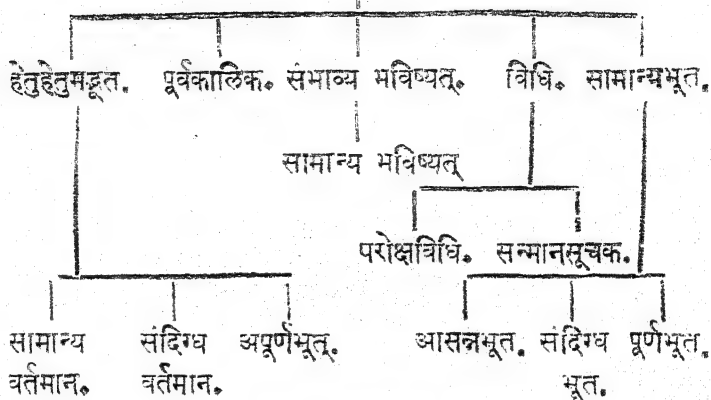 हेतुहेतुमद्भूत. पूर्वकालिक. संभाव्य भविष्यत्. विधि. सामान्यभूत.
सामान्य भविष्यत्
परोक्षविधि. सन्मानसूचक.
सामान्य संदिग्ध अपूर्णभूत्. आसन्नभूत. संदिग्ध पूर्णभूत.
वर्तमान. वर्तमान. भूत.